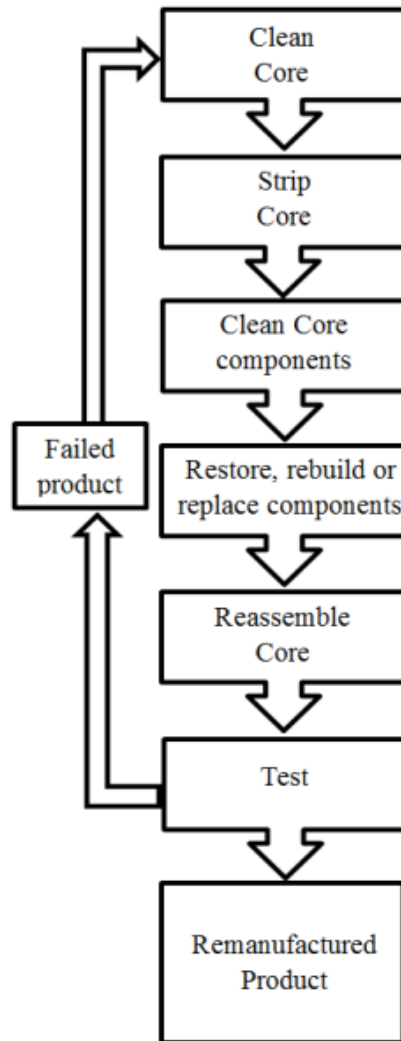 Clean
Core
Strip
Core
Clean Core
components
Failed
product
Restore, rebuild or
replace components
Reassemble
Core
Test
Remanufactured
Product